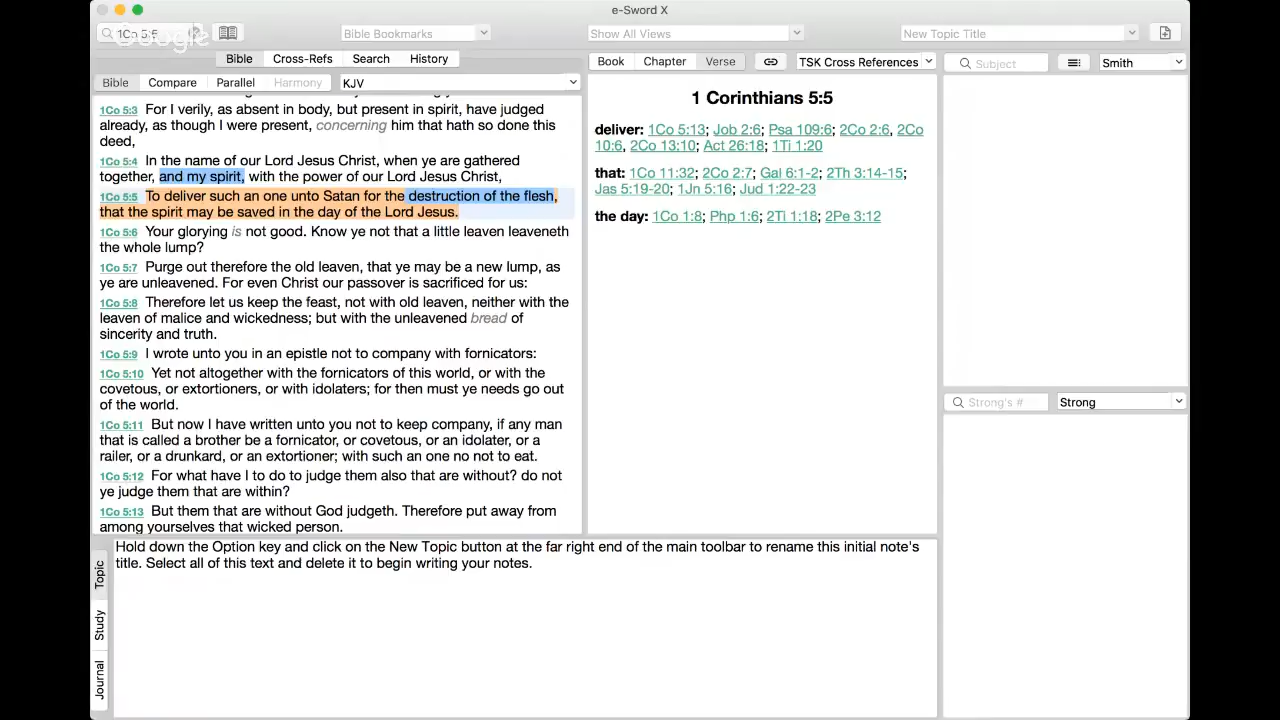 e-Sword X
1Co 5:5
Google
Bible Bookmarks
Show All Views
New Topic Title
Bible Cross-Refs Search History
Bible Compare Parallel Harmony KJV
Book Chapter Verse TSK Cross References
Subject Smith
1Co 5:3 For I verily, as absent in body, but present in spirit, have judged
already, as though I were present, concerning him that hath so done this
deed,
1Co 5:4 In the name of our Lord Jesus Christ, when ye are gathered
together, and my spirit, with the power of our Lord Jesus Christ,
1Co 5:5 To deliver such an one unto Satan for the destruction of the flesh,
that the spirit may be saved in the day of the Lord Jesus.
1Co 5:6 Your glorying is not good. Know ye not that a little leaven leaveneth
the whole lump?
1Co 5:7 Purge out therefore the old leaven, that ye may be a new lump, as
ye are unleavened. For even Christ our passover is sacrificed for us:
1Co 5:8 Therefore let us keep the feast, not with old leaven, neither with the
leaven of malice and wickedness; but with the unleavened bread of
sincerity and truth.
1Co 5:9 I wrote unto you in an epistle not to company with fornicators:
1Co 5:10 Yet not altogether with the fornicators of this world, or with the
covetous, or extortioners, or with idolaters; for then must ye needs go out
of the world.
1Co 5:11 But now I have written unto you not to keep company, if any man
that is called a brother be a fornicator, or covetous, or an idolater, or a
railer, or a drunkard, or an extortioner; with such an one no not to eat.
1Co 5:12 For what have I to do to judge them also that are without? do not
ye judge them that are within?
1Co 5:13 But them that are without God judgeth. Therefore put away from
among yourselves that wicked person.
1 Corinthians 5:5
deliver: 1Co 5:13; Job 2:6; Psa 109:6; 2Co 2:6, 2Co
10:6, 2Co 13:10; Act 26:18; 1Ti 1:20
that: 1Co 11:32; 2Co 2:7; Gal 6:1-2; 2Th 3:14-15;
Jas 5:19-20; 1Jn 5:16; Jud 1:22-23
the day: 1Co 1:8; Php 1:6; 2Ti 1:18; 2Pe 3:12
Strong's # Strong
Topic
Study
Journal
Hold down the Option key and click on the New Topic button at the far right end of the main toolbar to rename this initial note's
title. Select all of this text and delete it to begin writing your notes.